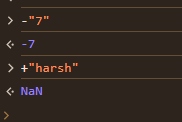 > -"7"
<· -7
> +"harsh"
<· NaN
>